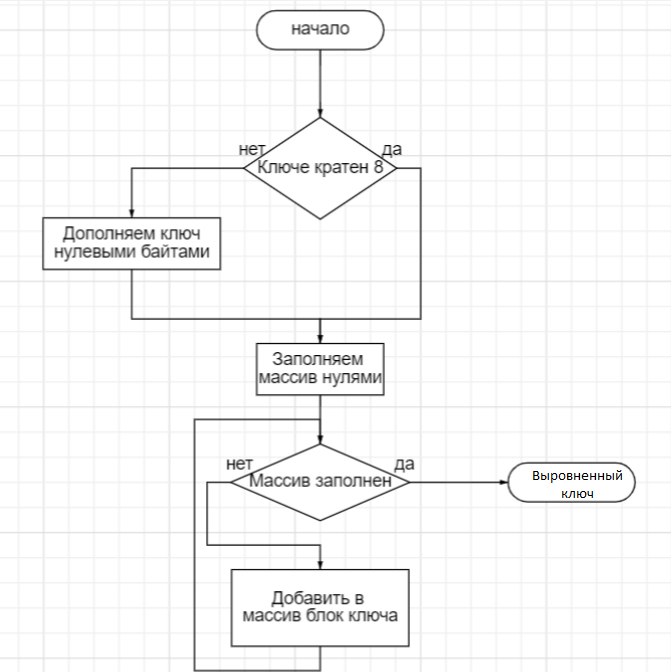 начало
нет
да
Ключе кратен 8
Дополняем ключ
нулевыми байтами
Заполняем
массив нулями
нет
да
Массив заполнен
Выровненный
ключ
Добавить в
массив блок ключа